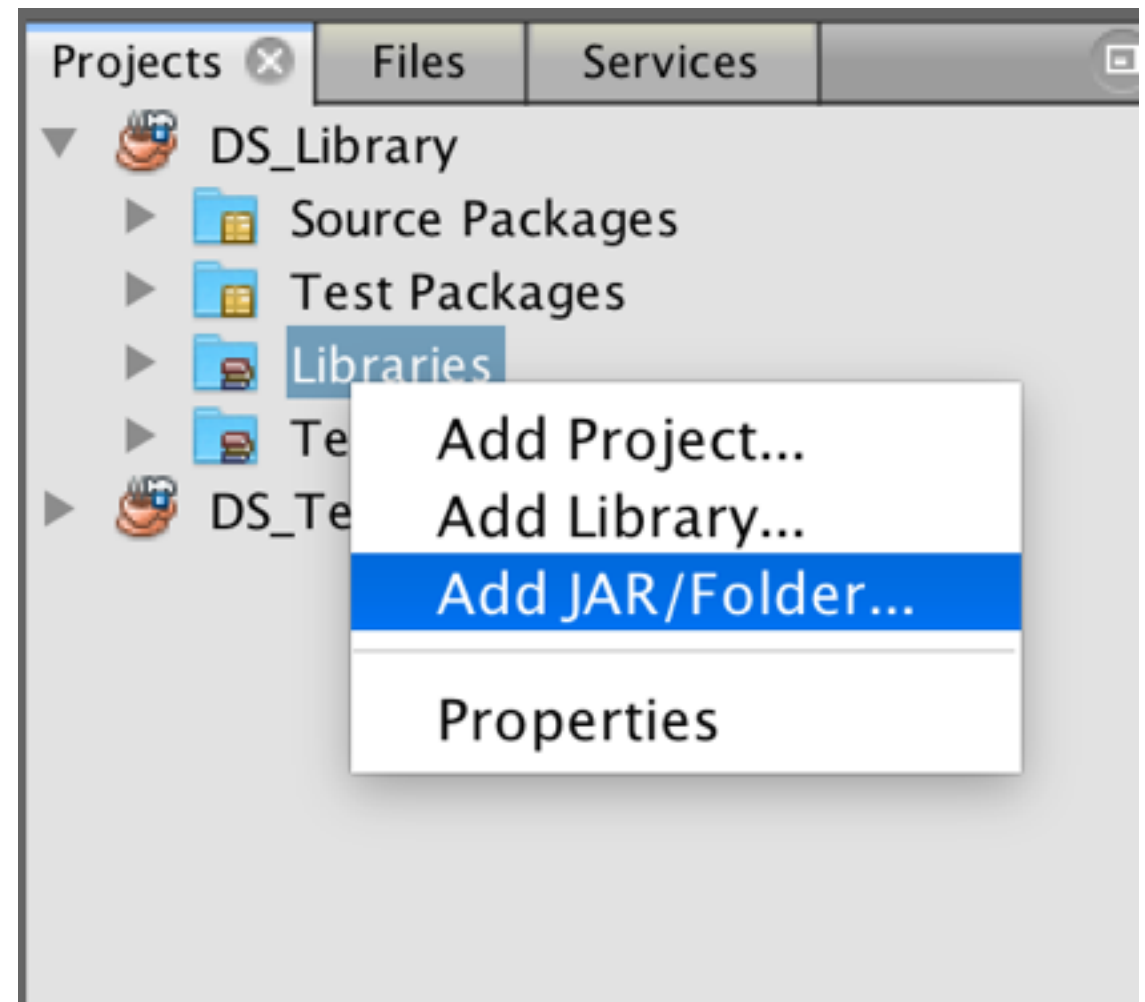 Projects Files Services
DS_Library
Source Packages
Test Packages
Libraries
Te
DS_Te
Add Project...
Add Library...
Add JAR/Folder...
Properties